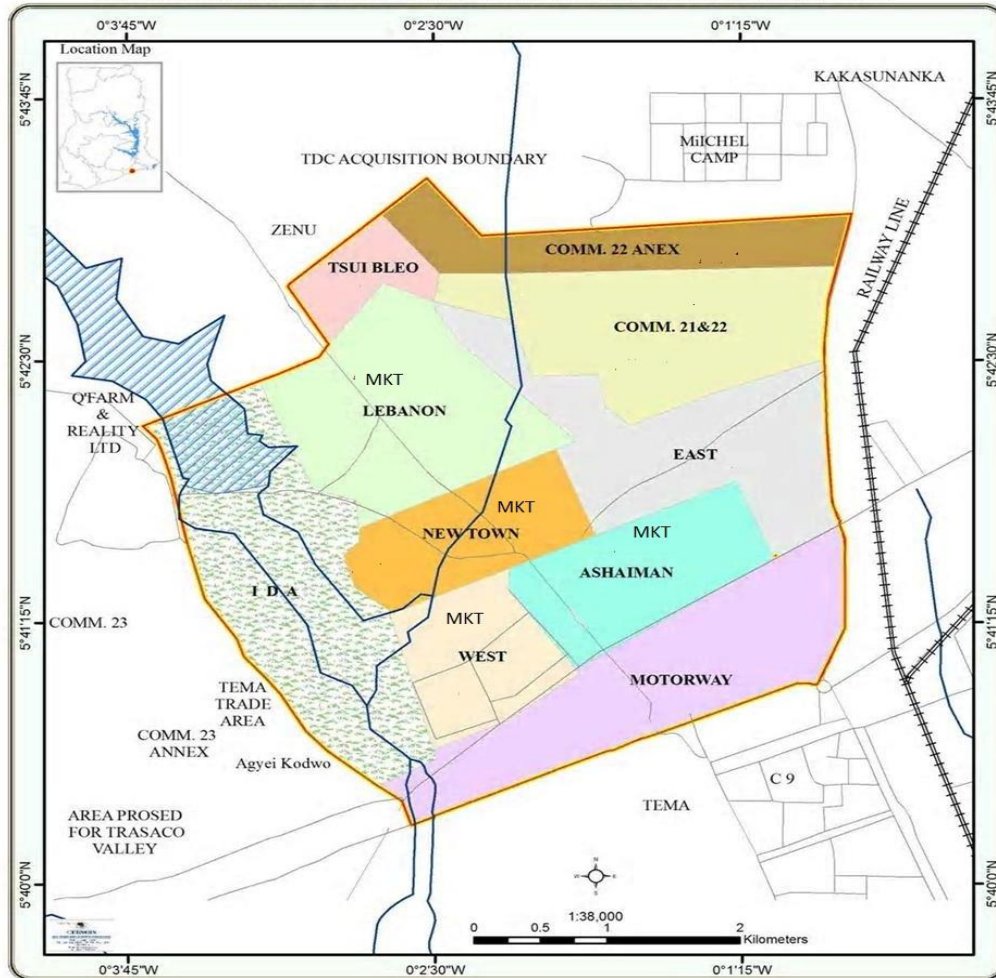 0°3'45"W
0°2'30"W
0°1'15"W
Location Map
KAKASUNANKA
5°43'45"N
5°43'45"N
MiICHEL
CAMP
TDC ACQUISITION BOUNDARY
ZENU
RAILWAY LINE
COMM. 22 ANEX
TSUI BLEO
COMM. 21&22
5°42'30"N
5°42'30"N
MKT
LEBANON
Q'FARM
&
REALITY
LTD
EAST
MKT
NEW TOWN
MKT
ASHAIMAN
I D A
5°41'15"N
5°41'15"N
COMM. 23
MKT
WEST
MOTORWAY
TEMA
TRADE
AREA
COMM. 23
ANNEX
Agyei Kodwo
C 9
TEMA
AREA PROSED
FOR TRASACO
VALLEY
5°40'0"N
5°40'0"N
N
W E
S
1:38,000
0 0.5 1 2
Kilometers
0°3'45"W
0°2'30"W
0°1'15"W